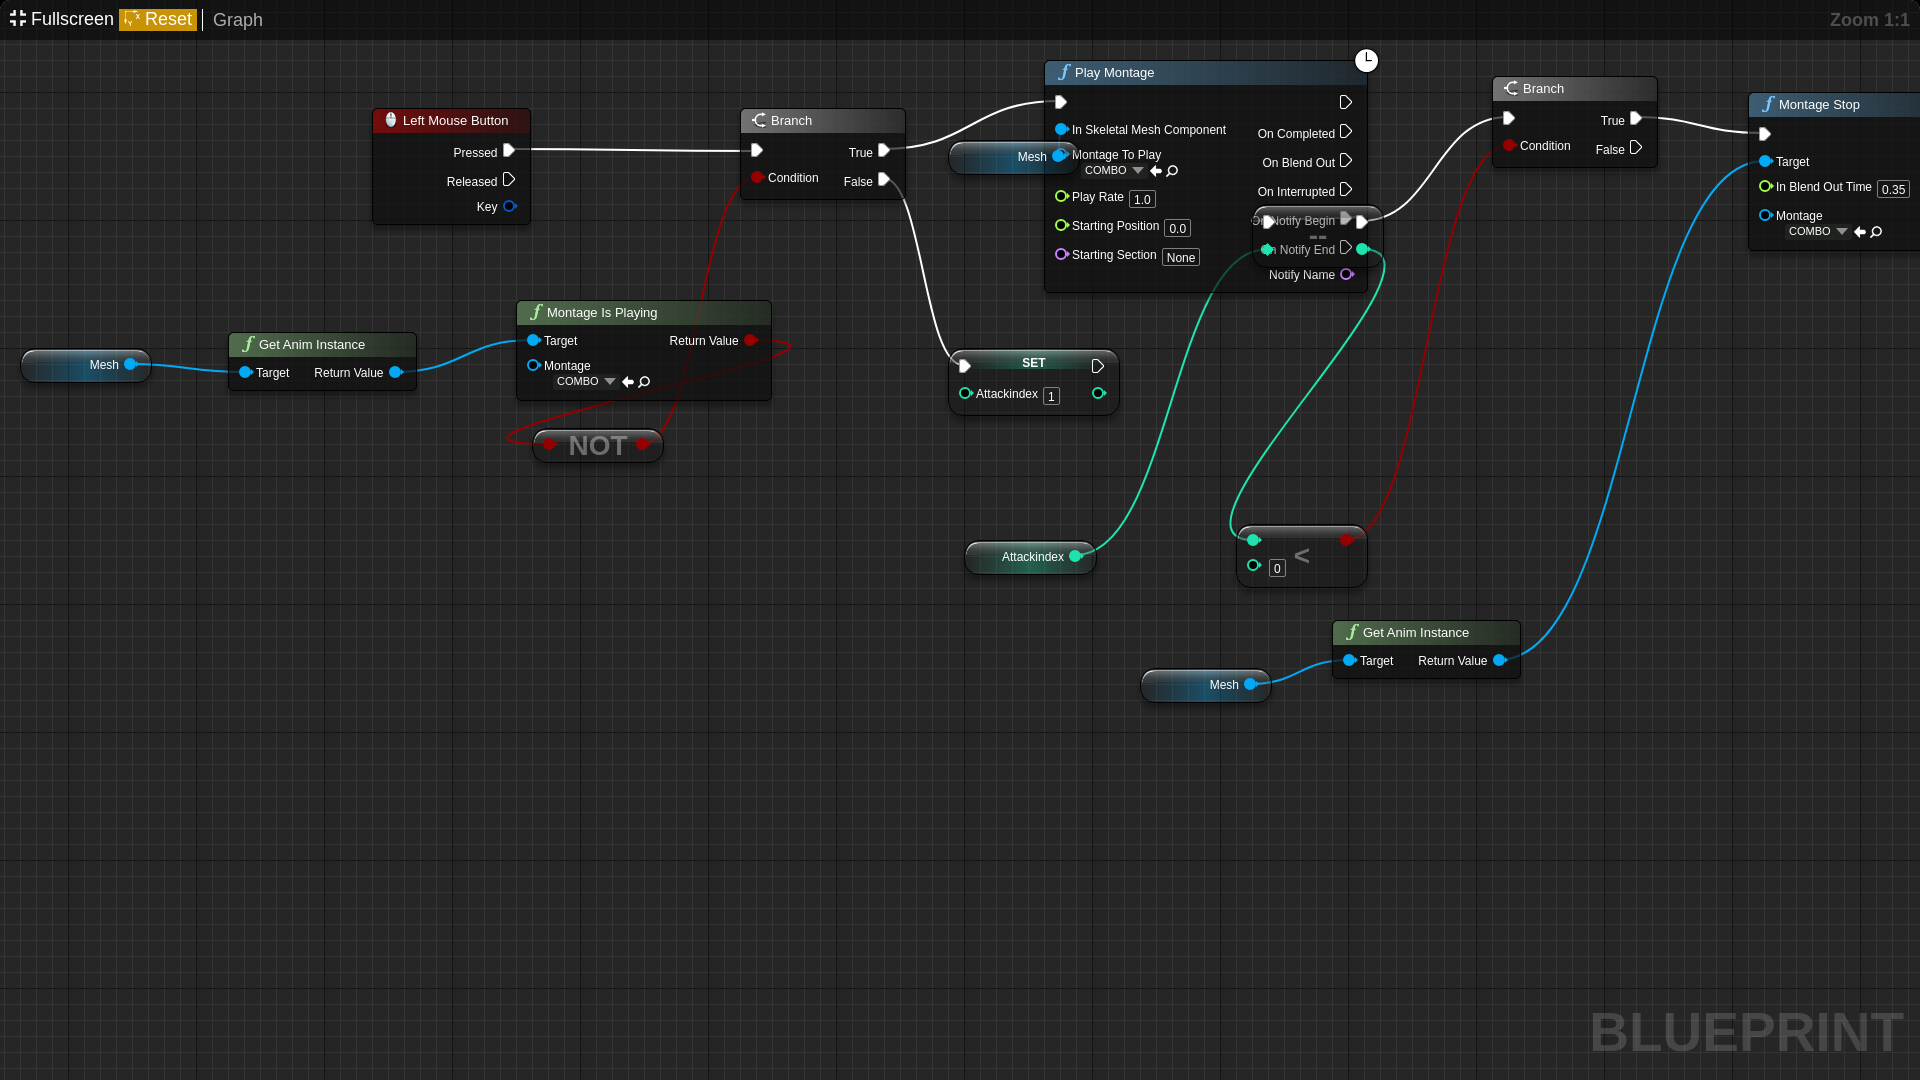 Fullscreen Reset Graph
Zoom 1:1
Left Mouse Button
Pressed
Released
Key
Branch
True
Condition
False
Play Montage
In Skeletal Mesh Component
On Completed
Mesh
Montage To Play
COMBO
On Blend Out
Play Rate 1.0
On Interrupted
Starting Position 0.0
On Notify Begin
--
Starting Section None
On Notify End
Notify Name
Branch
True
Condition
False
Montage Stop
Target
In Blend Out Time 0.35
Montage
COMBO
Mesh
Get Anim Instance
Target Return Value
Montage Is Playing
Target Return Value
Montage
COMBO
NOT
SET
Attackindex 1
Attackindex
<
0
Get Anim Instance
Target Return Value
Mesh
BLUEPRINT